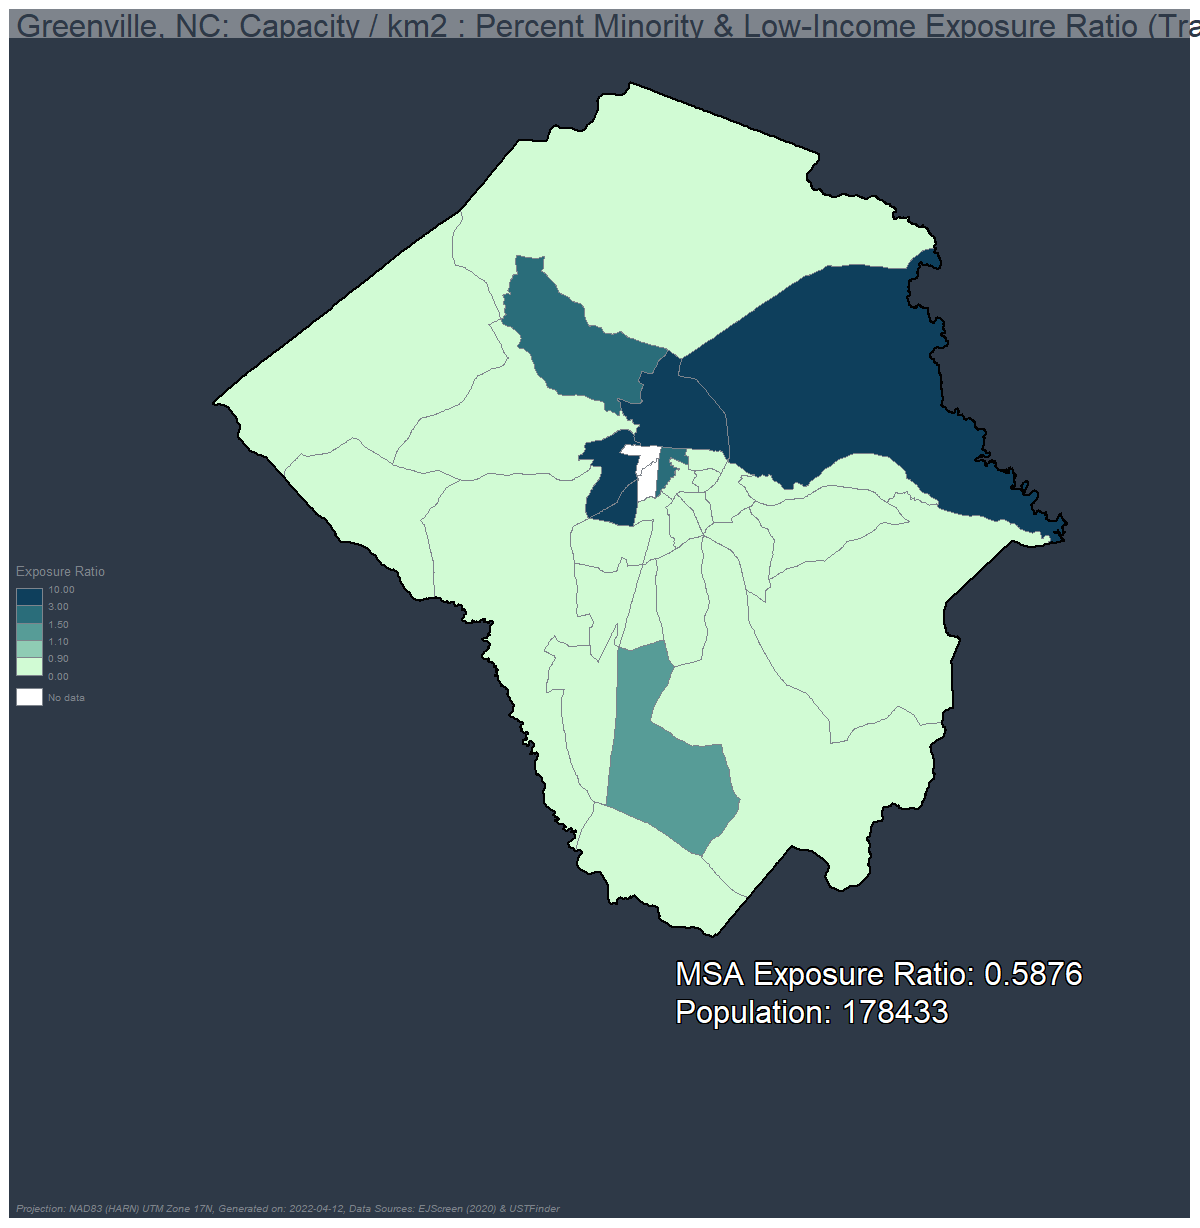 Greenville, NC: Capacity / km2 : Percent Minority & Low-Income Exposure Ratio (Tra
Exposure Ratio
10.00
3.00
1.50
1.10
0.90
0.00
No data
MSA Exposure Ratio: 0.5876
Population: 178433
Projection: NAD83 (HARN) UTM Zone 17N, Generated on: 2022-04-12, Data Sources: EJScreen (2020) & USTFinder